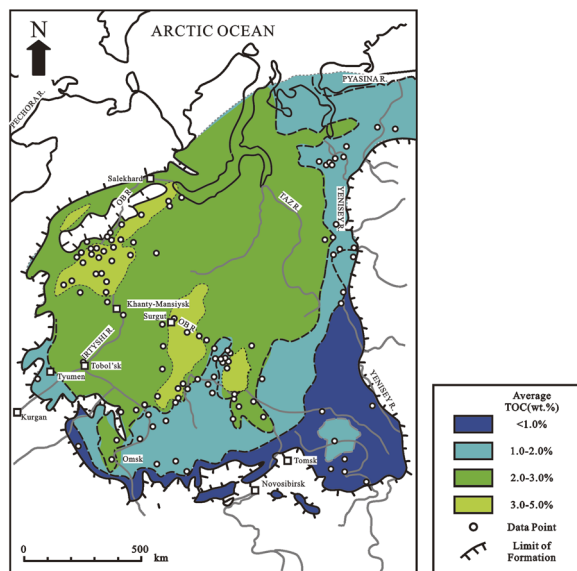 N
ARCTIC OCEAN
PECHORA R.
PYASINA R.
Salekhard
OB R.
TAZ R.
YENISEY R.
Khanty-Mansiysk
Surgut
OB R.
IRTYSHI R.
Tobol'sk
Tyumen
Kurgan
YENISEY R.
Omsk
Tomsk
Novosibirsk
0
500
km
Average
TOC(wt.%)
<1.0%
1.0-2.0%
2.0-3.0%
3.0-5.0%
Data Point
Limit of
Formation